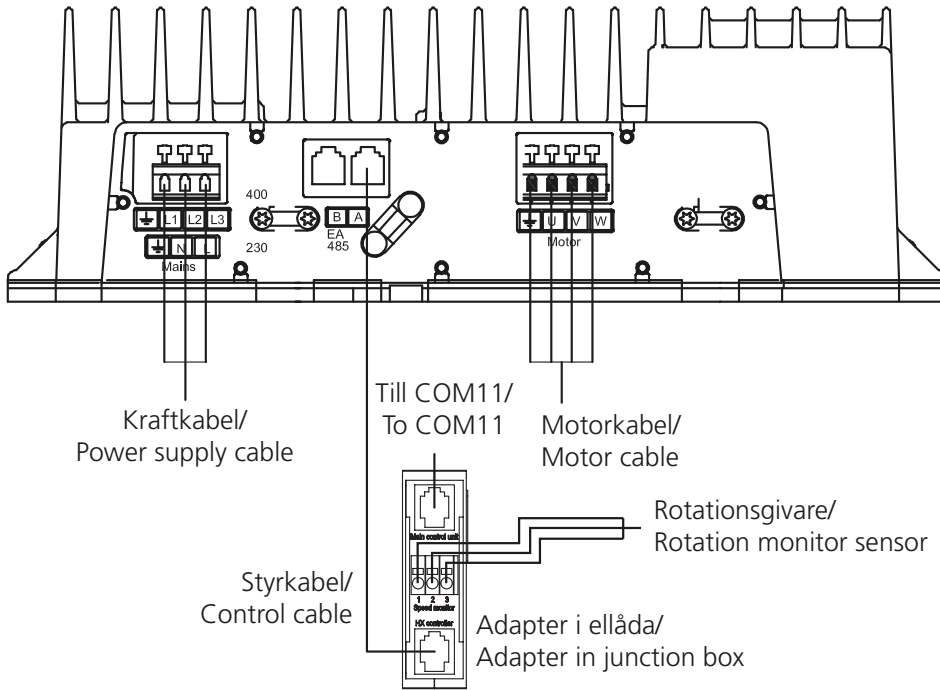 400
L1 L2 L3
B A
EA
485
U V W
Motor
N L
230
Mains
Till COM11/
To COM11
Kraftkabel/
Power supply cable
Motorkabel/
Motor cable
Main control unit
Rotationsgivare/
Rotation monitor sensor
1 2 3
Speed monitor
Styrkabel/
Control cable
HX controller
Adapter i ellåda/
Adapter in junction box